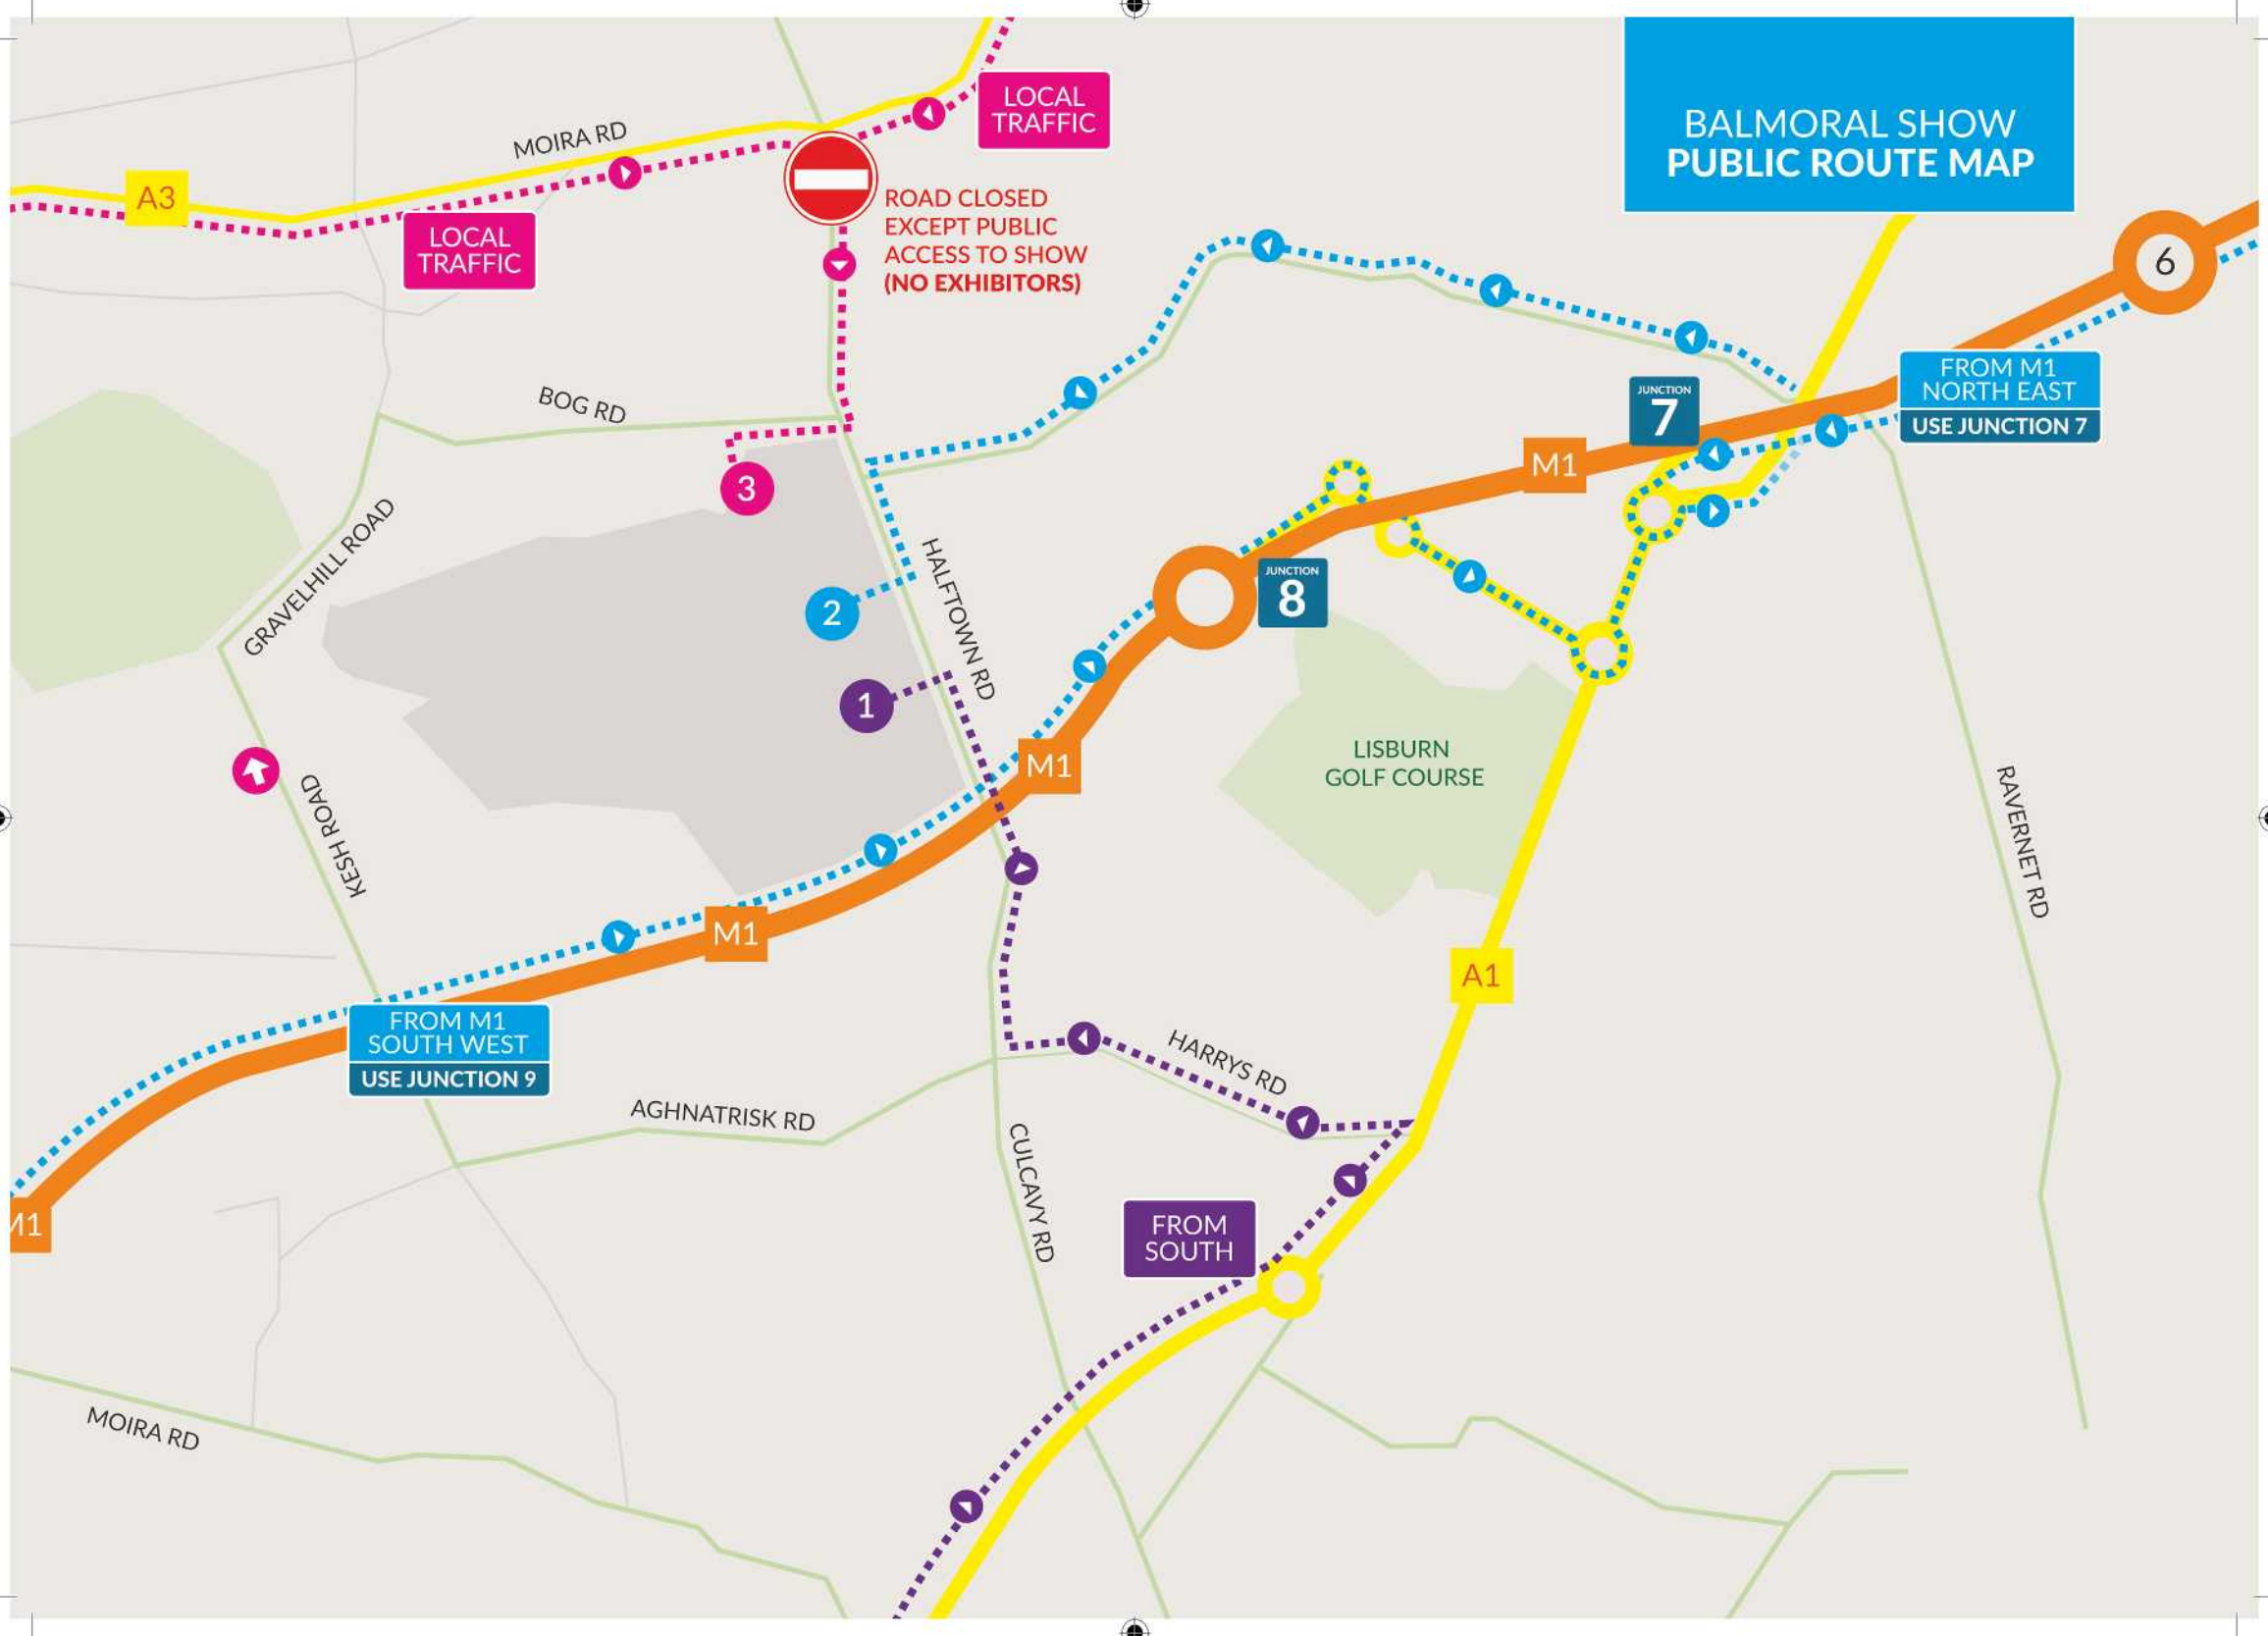 BALMORAL SHOW
PUBLIC ROUTE MAP
LOCAL
TRAFFIC
MOIRA RD
A3
LOCAL
TRAFFIC
ROAD CLOSED
EXCEPT PUBLIC
ACCESS TO SHOW
(NO EXHIBITORS)
6
FROM M1
NORTH EAST
USE JUNCTION 7
JUNCTION
7
BOG RD
M1
3
GRAVELHILL ROAD
HALFTOWN RD
JUNCTION
8
2
1
LISBURN
GOLF COURSE
M1
KESH ROAD
RAVERNET RD
M1
A1
FROM M1
SOUTH WEST
USE JUNCTION 9
HARRYS RD
AGHNATRISK RD
CULCAVY RD
M1
FROM
SOUTH
MOIRA RD